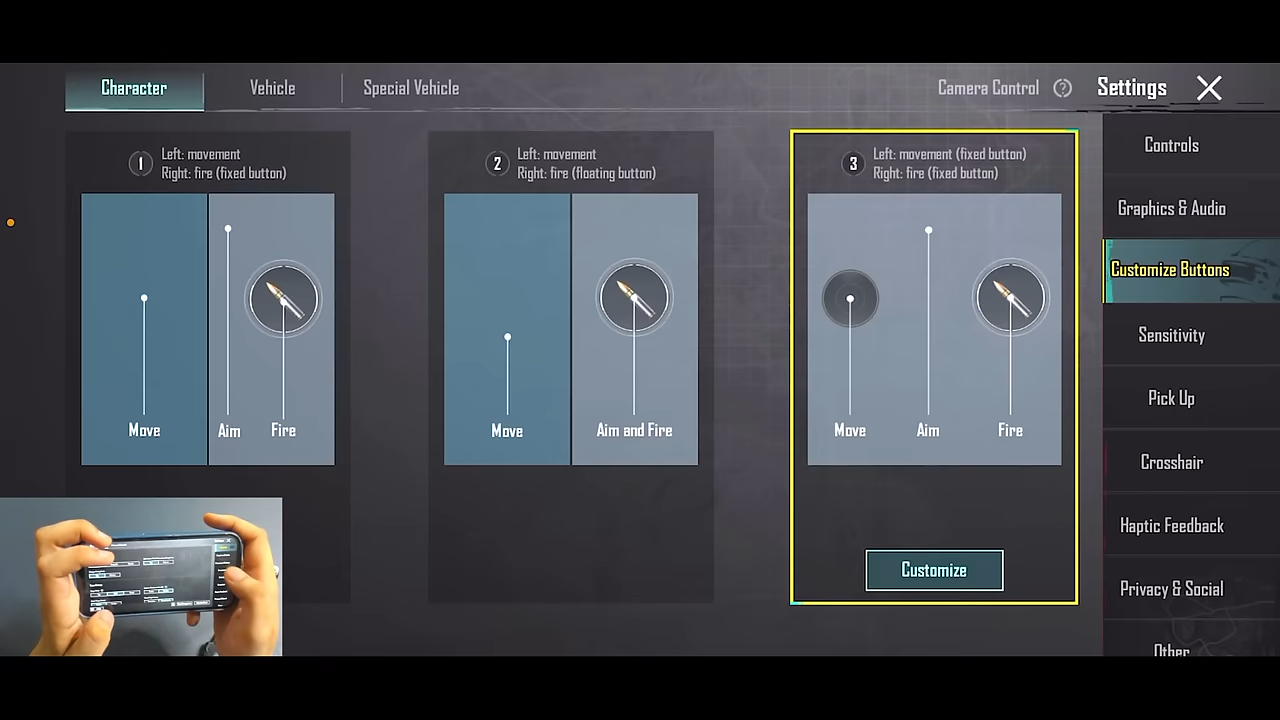 Character
Vehicle
Special Vehicle
Camera Control
?
Settings
1
Left: movement
Right: fire (fixed button)
Move
Aim
Fire
2
Left: movement
Right: fire (floating button)
Move
Aim and Fire
3
Left: movement (fixed button)
Right: fire (fixed button)
Move
Aim
Fire
Customize
Controls
Graphics & Audio
Customize Buttons
Sensitivity
Pick Up
Crosshair
Haptic Feedback
Privacy & Social
Other